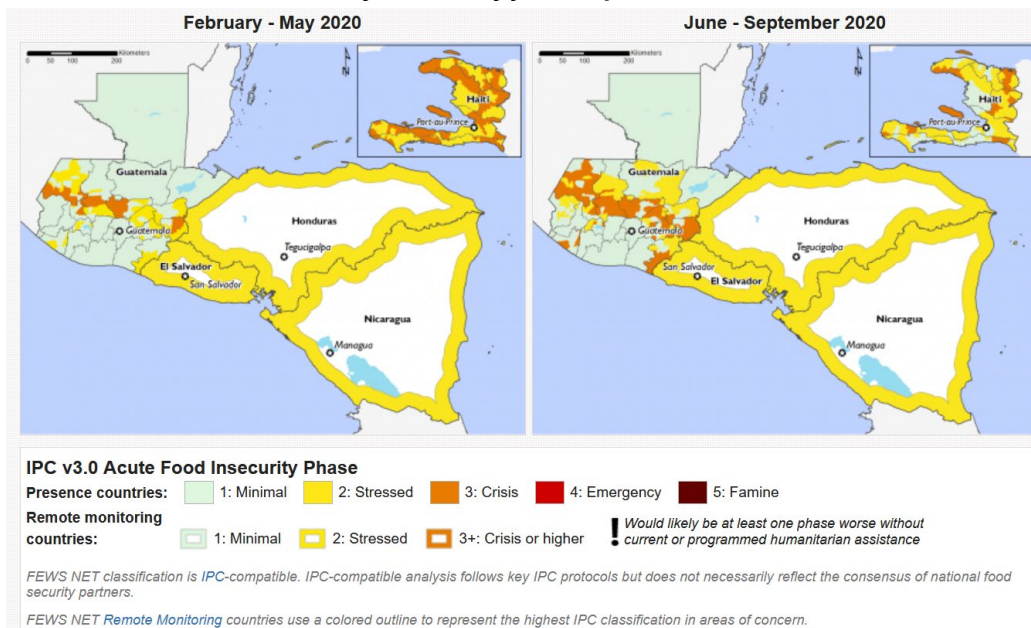 February - May 2020
June - September 2020
Kilometers
0 50 100 200
N
Haiti
Port-au-Prince
Guatemala
Honduras
Guatemala
Tegucigalpa
El Salvador
San Salvador
Nicaragua
Managua
Kilometers
0 50 100 200
N
Haiti
Port-au-Prince
Guatemala
Honduras
Guatemala
Tegucigalpa
San Salvador
El Salvador
Nicaragua
Managua
IPC v3.0 Acute Food Insecurity Phase
Presence countries: 1: Minimal 2: Stressed 3: Crisis 4: Emergency 5: Famine
Remote monitoring
countries: 1: Minimal 2: Stressed 3+: Crisis or higher
! Would likely be at least one phase worse without
current or programmed humanitarian assistance
FEWS NET classification is IPC-compatible. IPC-compatible analysis follows key IPC protocols but does not necessarily reflect the consensus of national food
security partners.
FEWS NET Remote Monitoring countries use a colored outline to represent the highest IPC classification in areas of concern.